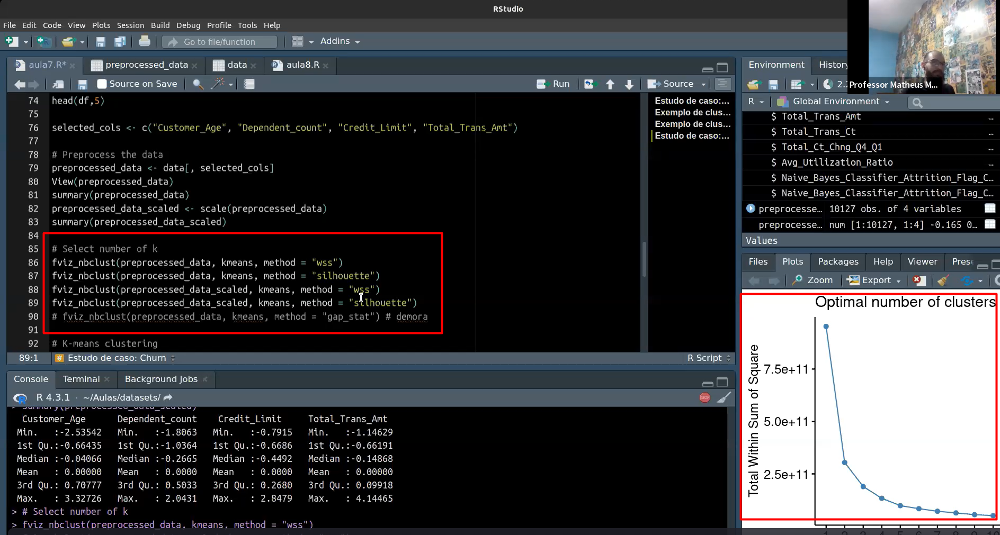 RStudio
File Edit Code View Plots Session Build Debug Profile Tools Help
Go to file/function Addins
aula7.R* preprocessed_data data aula8.R
Source on Save Run Source
74 head(df,5)
75
76 selected_cols <- c("Customer_Age", "Dependent_count", "Credit_Limit", "Total_Trans_Amt")
77
78 # Preprocess the data
79 preprocessed_data <- data[, selected_cols]
80 View(preprocessed_data)
81 summary(preprocessed_data)
82 preprocessed_data_scaled <- scale(preprocessed_data)
83 summary(preprocessed_data_scaled)
84
85 # Select number of k
86 fviz_nbclust(preprocessed_data, kmeans, method = "wss")
87 fviz_nbclust(preprocessed_data, kmeans, method = "silhouette")
88 fviz_nbclust(preprocessed_data_scaled, kmeans, method = "wss")
89 fviz_nbclust(preprocessed_data_scaled, kmeans, method = "silhouette")
90 # fviz_nbclust(preprocessed_data, kmeans, method = "gap_stat") # demora
91
92 # K-means clustering
89:1 # Estudo de caso: Churn R Script
Estudo de caso:...
Exemplo de clus...
Exemplo de clus...
Estudo de caso:...
Console Terminal Background Jobs
R 4.3.1 · ~/Aulas/datasets/
> summary(preprocessed_data_scaled)
Customer_Age Dependent_count Credit_Limit Total_Trans_Amt
Min. :-2.53542 Min. :-1.8063 Min. :-0.7915 Min. :-1.14629
1st Qu.:-0.66435 1st Qu.:-1.0364 1st Qu.:-0.6686 1st Qu.:-0.66191
Median :-0.04066 Median :-0.2665 Median :-0.4492 Median :-0.14868
Mean : 0.00000 Mean : 0.0000 Mean : 0.0000 Mean : 0.00000
3rd Qu.: 0.70777 3rd Qu.: 0.5033 3rd Qu.: 0.2680 3rd Qu.: 0.09918
Max. : 3.32726 Max. : 2.0431 Max. : 2.8479 Max. : 4.14465
> # Select number of k
> fviz_nbclust(preprocessed_data, kmeans, method = "wss")
Professor Matheus M...
Environment History
2.2
R Global Environment
$ Total_Trans_Amt ...
$ Total_Trans_Ct ...
$ Total_Ct_Chng_Q4_Q1 ...
$ Avg_Utilization_Ratio ...
$ Naive_Bayes_Classifier_Attrition_Flag_C...
$ Naive_Bayes_Classifier_Attrition_Flag_C...
preprocesse... 10127 obs. of 4 variables
preprocesse... num [1:10127, 1:4] -0.165 0...
Values
Files Plots Packages Help Viewer Pres
Zoom Export
Optimal number of clusters
Total Within Sum of Square
7.5e+11
5.0e+11
2.5e+11
1 2 3 4 5 6 7 8 9 10